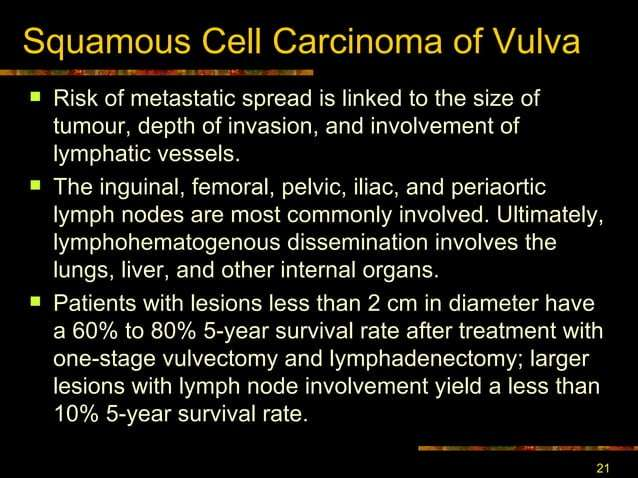 Squamous Cell Carcinoma of Vulva
Risk of metastatic spread is linked to the size of
tumour, depth of invasion, and involvement of
lymphatic vessels.
The inguinal, femoral, pelvic, iliac, and periaortic
lymph nodes are most commonly involved. Ultimately,
lymphohematogenous dissemination involves the
lungs, liver, and other internal organs.
Patients with lesions less than 2 cm in diameter have
a 60% to 80% 5-year survival rate after treatment with
one-stage vulvectomy and lymphadenectomy; larger
lesions with lymph node involvement yield a less than
10% 5-year survival rate.
21